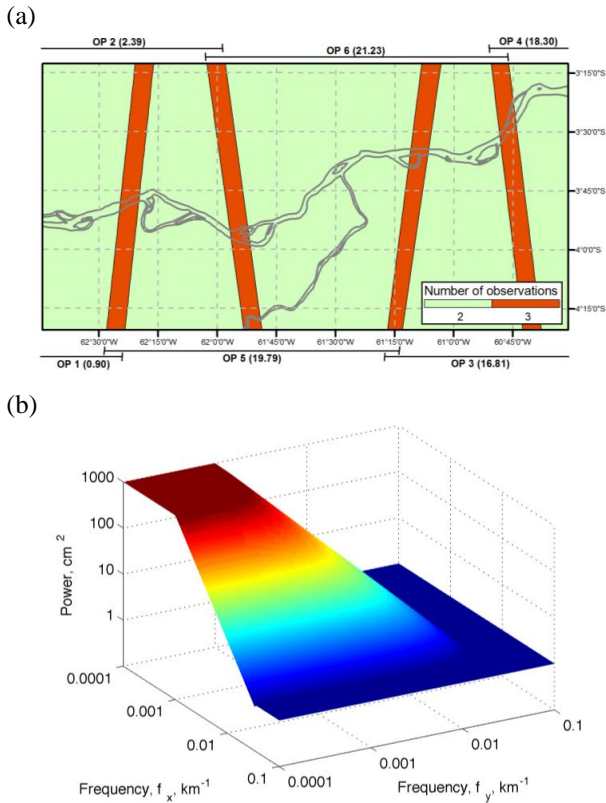 (a)
OP 2 (2.39)
OP 6 (21.23)
OP 4 (18.30)
3°15'0"S
3°30'0"S
3°45'0"S
4°0'0"S
4°15'0"S
Number of observations
2 3
62°30'0"W 62°15'0"W 62°0'0"W 61°45'0"W 61°30'0"W 61°15'0"W 61°0'0"W 60°45'0"W
OP 1 (0.90)
OP 5 (19.79)
OP 3 (16.81)
(b)
1000
100
10
1
Power, cm²
0.0001
0.001
0.01
0.1
Frequency, f x, km-1
0.0001
0.001
0.01
0.1
Frequency, f y, km-1